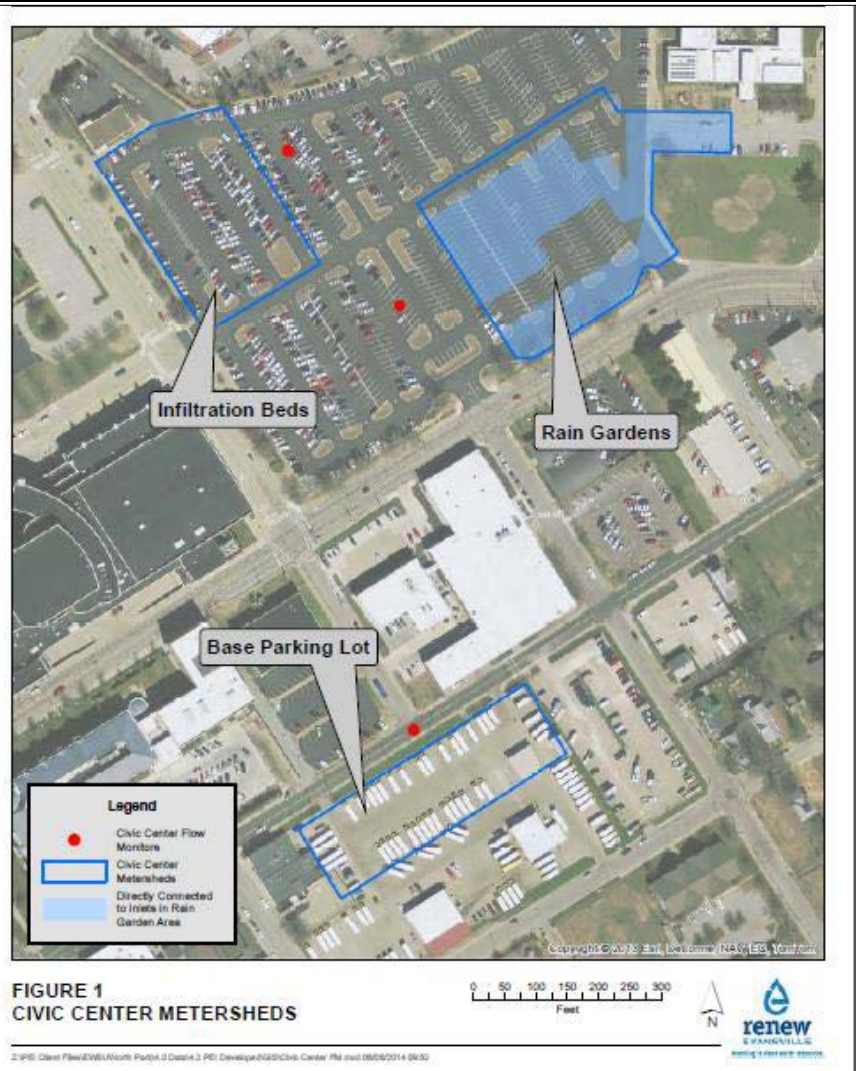 Infiltration Beds
Rain Gardens
Base Parking Lot
Legend
Civic Center Flow
Monitors
Civic Center
Metersheds
Directly Connected
to Inlets in Rain
Garden Area
Copyright:© 2013 Esri, DeLorme, NAVTEQ, TomTom
FIGURE 1
CIVIC CENTER METERSHEDS
0 50 100 150 200 250 300
Feet
N
renew
EVANSVILLE